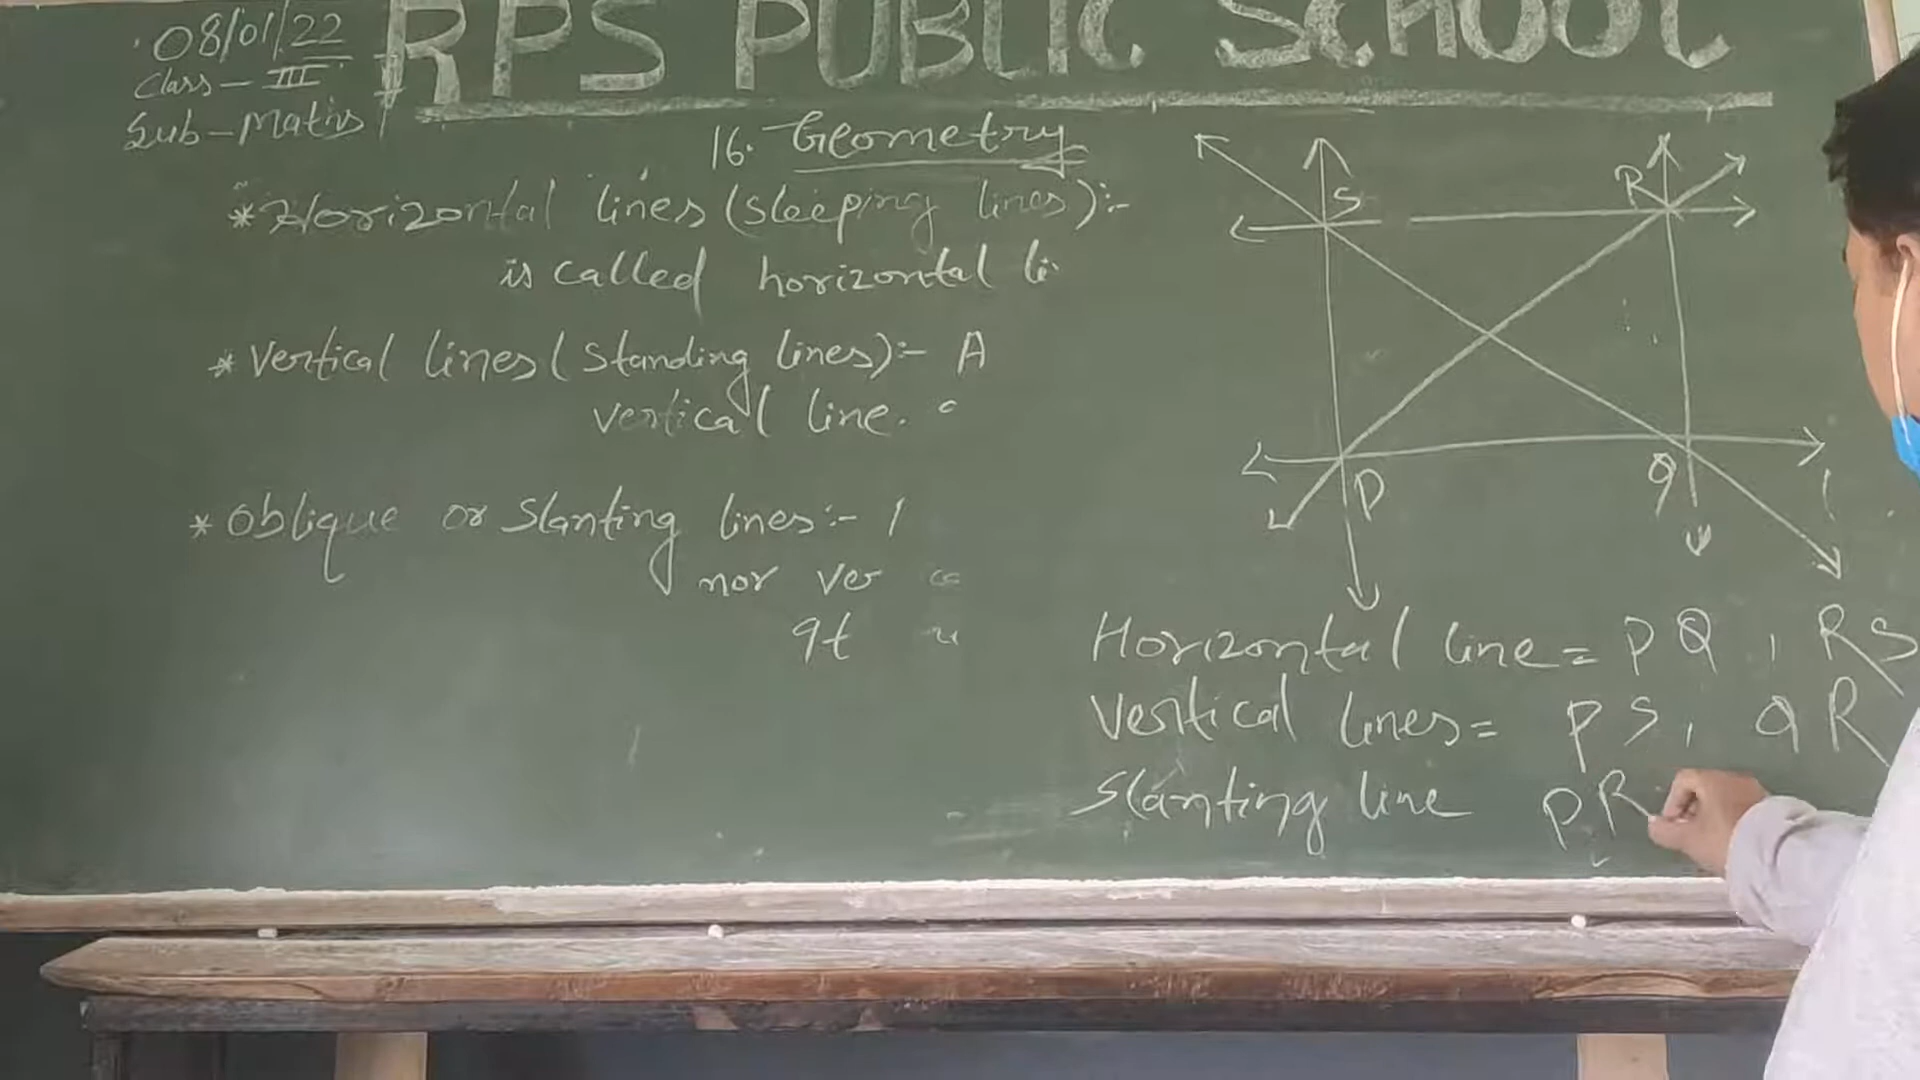 08/01/22
Class - III
Sub - Maths
RPS PUBLIC SCHOOL
16. Geometry
* Horizontal lines (sleeping lines) :-
is called horizontal li
* Vertical lines (Standing lines) :- A
vertical line.
* Oblique or Slanting lines :-
nor ver
S
R
P
Q
Horizontal line = PQ , RS
Vertical lines = PS , QR
Slanting line PR